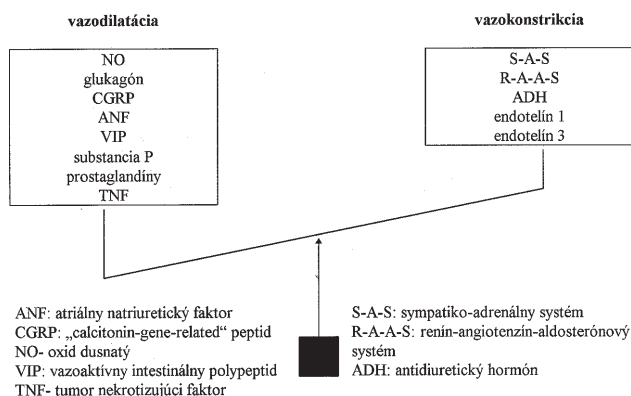 vazodilatácia
NO
glukagón
CGRP
ANF
VIP
substancia P
prostaglandíny
TNF
vazokonstrikcia
S-A-S
R-A-A-S
ADH
endotelín 1
endotelín 3
ANF: atriálny natriuretický faktor
CGRP: „calcitonin-gene-related“ peptid
NO- oxid dusnatý
VIP: vazoaktívny intestinálny polypeptid
TNF- tumor nekrotizujúci faktor
S-A-S: sympatiko-adrenálny systém
R-A-A-S: renín-angiotenzín-aldosterónový
systém
ADH: antidiuretický hormón